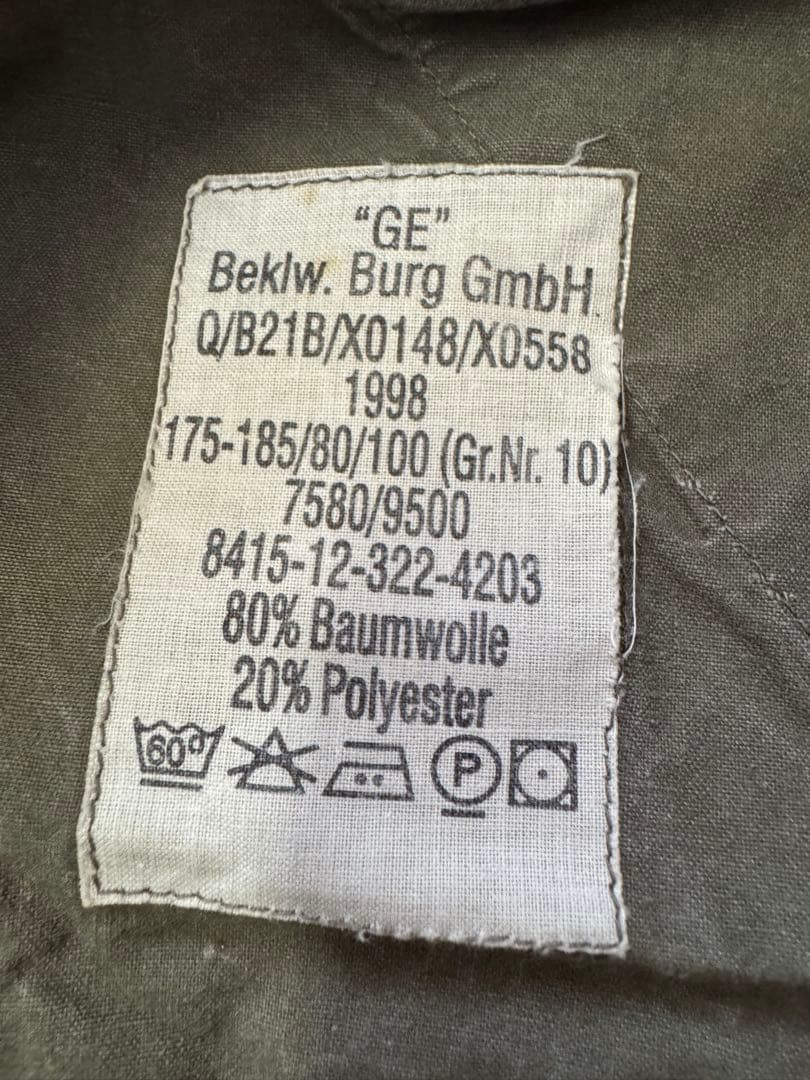 “GE”
Beklw. Burg GmbH.
Q/B21B/X0148/X0558
1998
175-185/80/100 (Gr.Nr. 10)
7580/9500
8415-12-322-4203
80% Baumwolle
20% Polyester
60° P